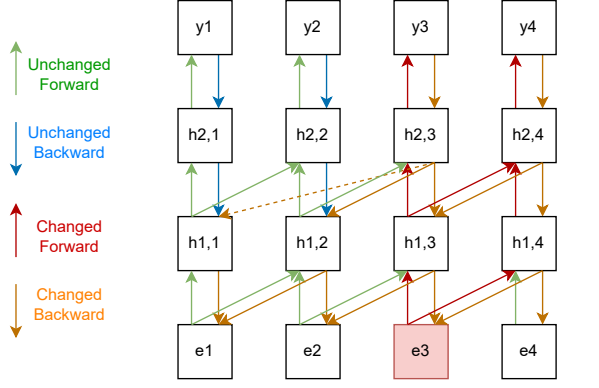 y1 y2 y3 y4
Unchanged
Forward
Unchanged
Backward
h2,1 h2,2 h2,3 h2,4
Changed
Forward
h1,1 h1,2 h1,3 h1,4
Changed
Backward
e1 e2 e3 e4